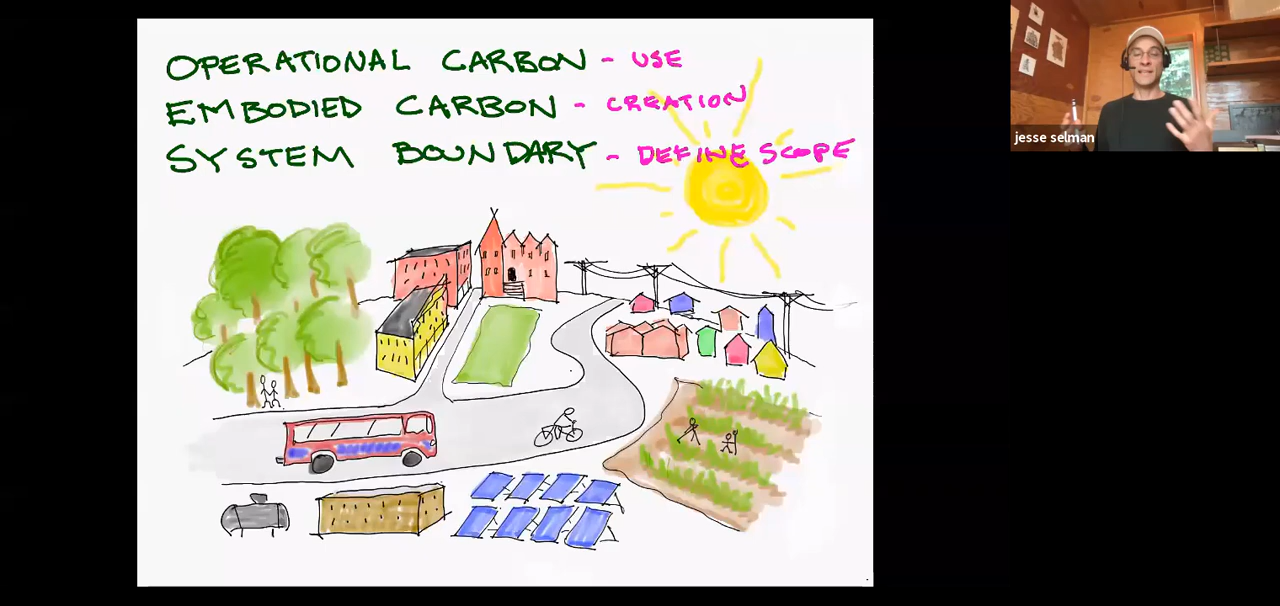 OPERATIONAL CARBON - USE
EMBODIED CARBON - CREATION
SYSTEM BOUNDARY - DEFINE SCOPE
jesse selman